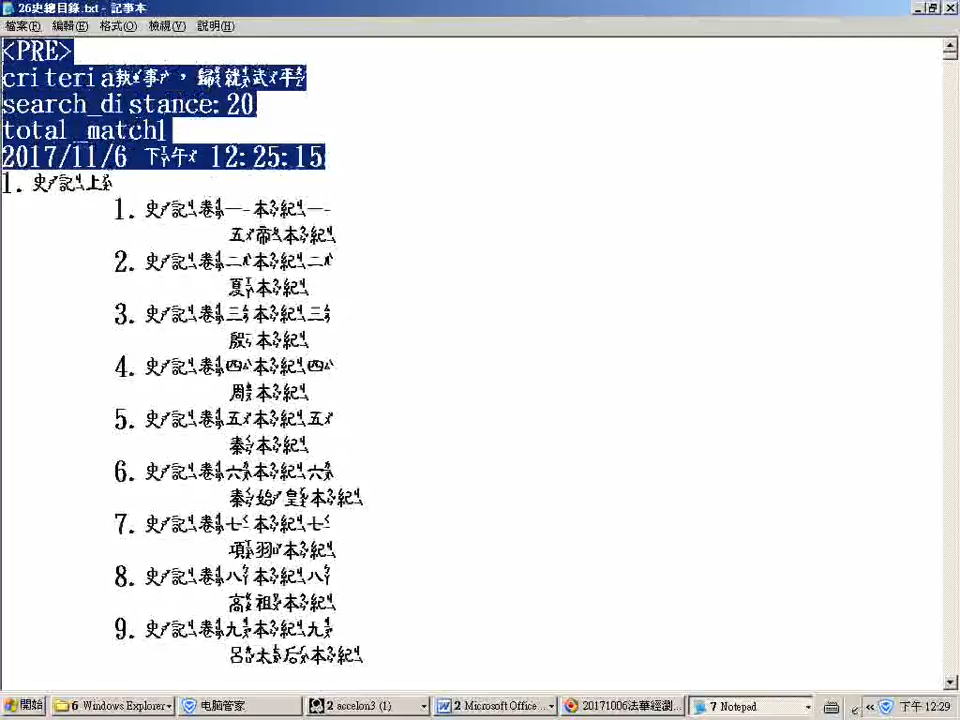 26史總目錄.txt - 記事本
檔案(F) 編輯(E) 格式(O) 檢視(V) 說明(H)
<PRE>
criteria執事，歸就武平
search_distance:20
total_match1
2017/11/6 下午 12:25:15
1. 史記上
1. 史記卷一本紀一
五帝本紀
2. 史記卷二本紀二
夏本紀
3. 史記卷三本紀三
殷本紀
4. 史記卷四本紀四
周本紀
5. 史記卷五本紀五
秦本紀
6. 史記卷六本紀六
秦始皇本紀
7. 史記卷七本紀七
項羽本紀
8. 史記卷八本紀八
高祖本紀
9. 史記卷九本紀九
呂太后本紀
開始 6 Windows Explorer 电脑管家 2 accelon3 (1) 2 Microsoft Office... 20171006法華經瀏... 7 Notepad 下午 12:29